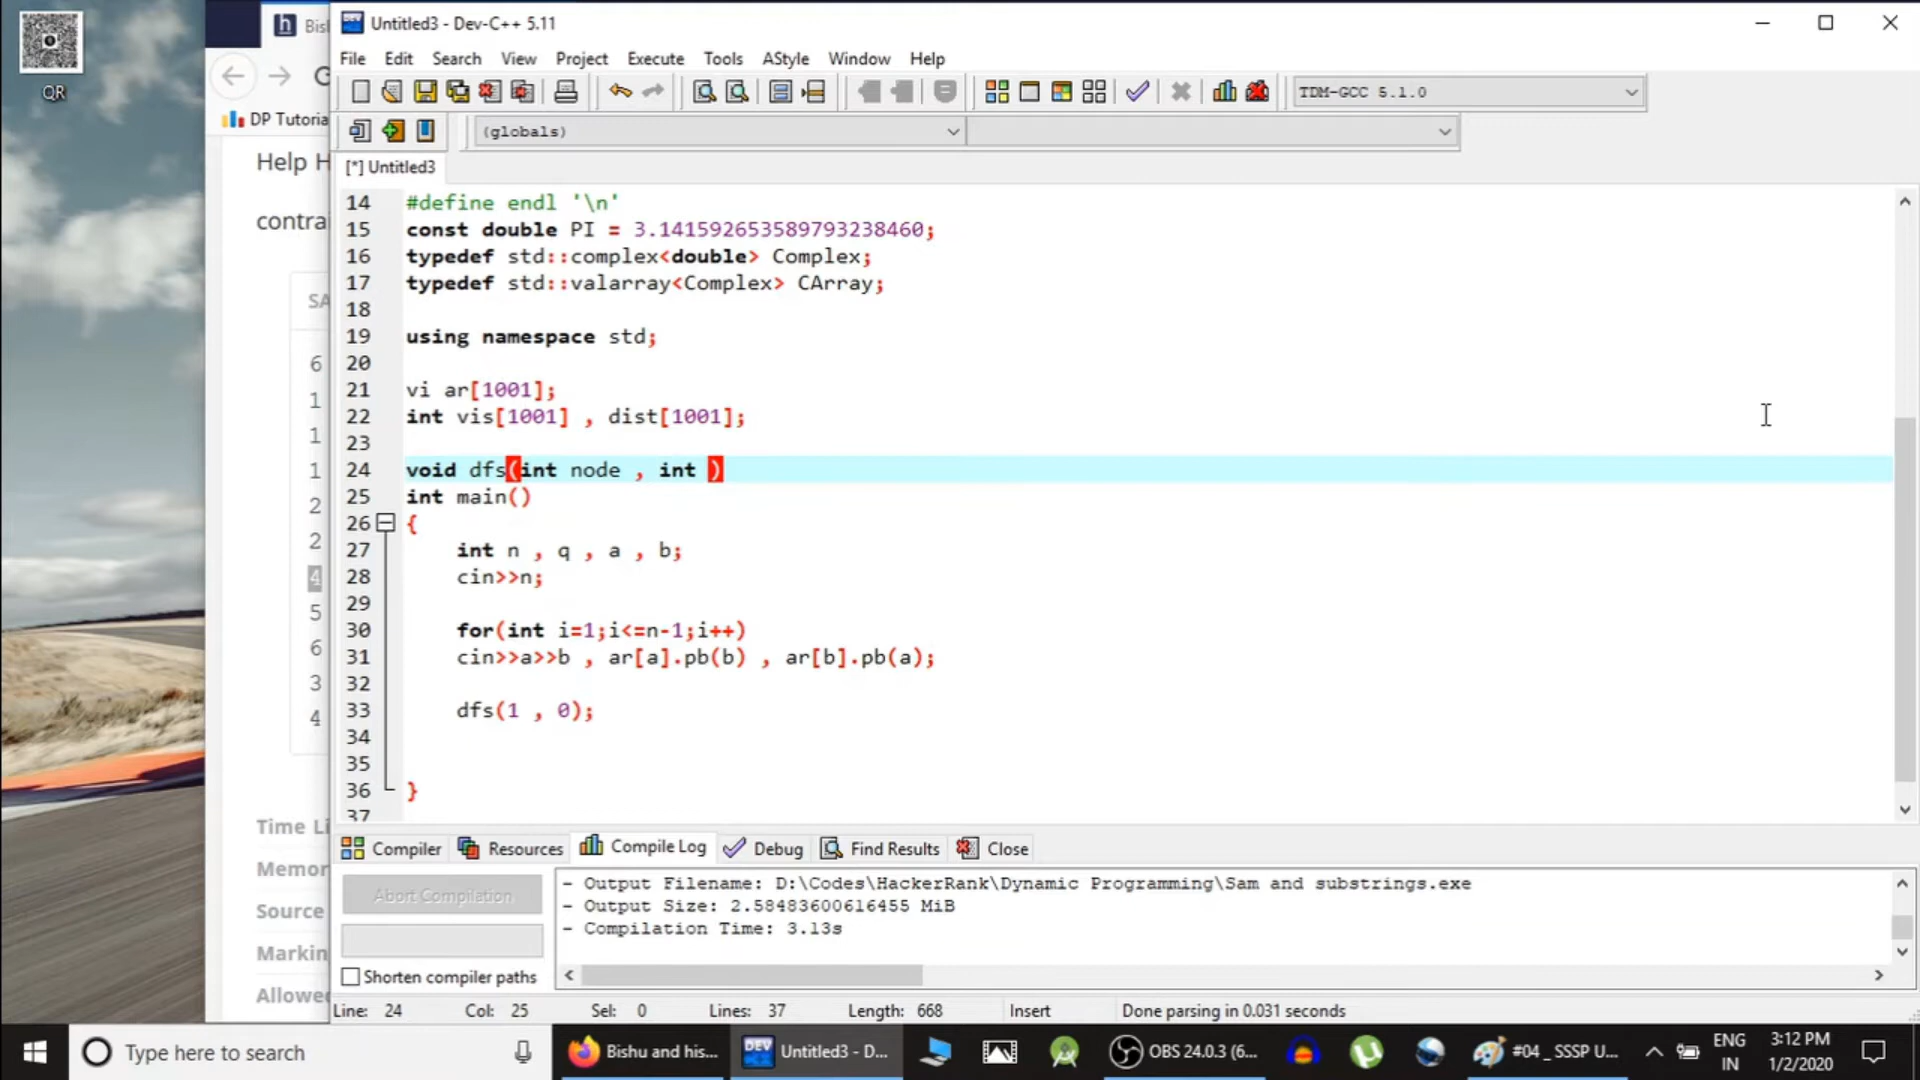 QR
Bis
Untitled3 - Dev-C++ 5.11
File Edit Search View Project Execute Tools AStyle Window Help
TDM-GCC 5.1.0
DP Tutoria
(globals)
Help H
[*] Untitled3
contrai
SA
6
1
1
1
2
2
4
5
6
3
4
14 #define endl '\n'
15 const double PI = 3.141592653589793238460;
16 typedef std::complex<double> Complex;
17 typedef std::valarray<Complex> CArray;
18
19 using namespace std;
20
21 vi ar[1001];
22 int vis[1001] , dist[1001];
23
24 void dfs(int node , int )
25 int main()
26 {
27 int n , q , a , b;
28 cin>>n;
29
30 for(int i=1;i<=n-1;i++)
31 cin>>a>>b , ar[a].pb(b) , ar[b].pb(a);
32
33 dfs(1 , 0);
34
35
36 }
37
Time Li
Memor
Source
Markin
Allowe
Compiler Resources Compile Log Debug Find Results Close
Abort Compilation
Shorten compiler paths
- Output Filename: D:\Codes\HackerRank\Dynamic Programming\Sam and substrings.exe
- Output Size: 2.58483600616455 MiB
- Compilation Time: 3.13s
Line: 24 Col: 25 Sel: 0 Lines: 37 Length: 668 Insert Done parsing in 0.031 seconds
Type here to search
Bishu and his...
DEV Untitled3 - D...
OBS 24.0.3 (6...
#04 _ SSSP U...
ENG
IN
3:12 PM
1/2/2020